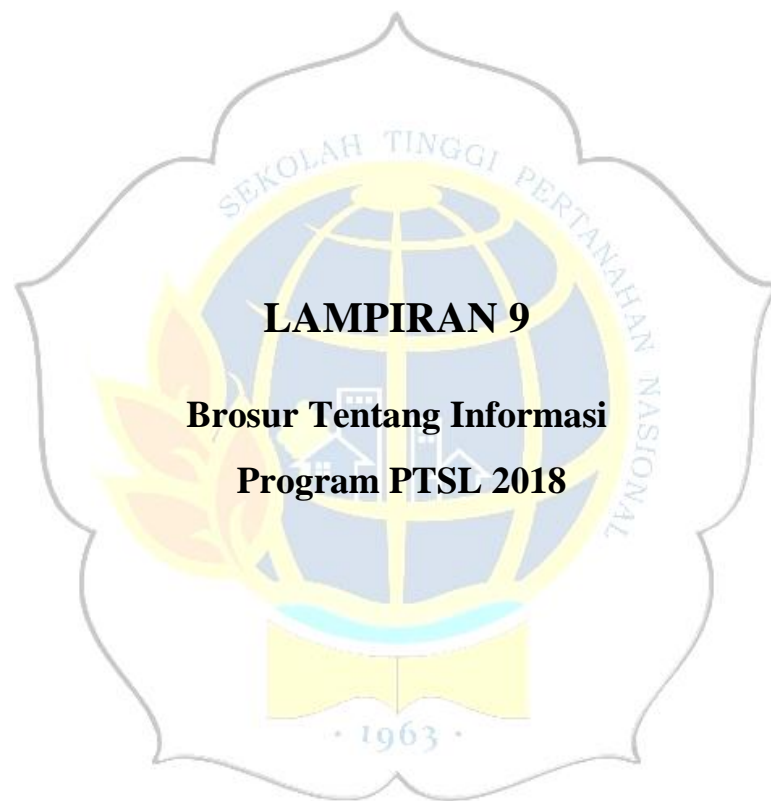 SEKOLAH TINGGI PERTANAHAN NASIONAL
LAMPIRAN 9
Brosur Tentang Informasi
Program PTSL 2018
· 1963 ·